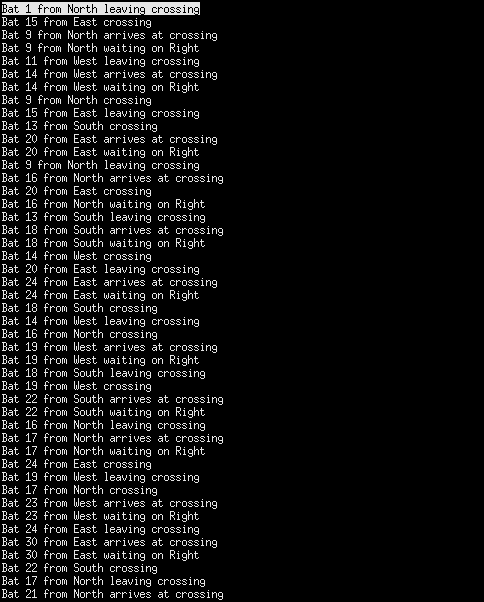 Bat 1 from North leaving crossing
Bat 15 from East crossing
Bat 9 from North arrives at crossing
Bat 9 from North waiting on Right
Bat 11 from West leaving crossing
Bat 14 from West arrives at crossing
Bat 14 from West waiting on Right
Bat 9 from North crossing
Bat 15 from East leaving crossing
Bat 13 from South crossing
Bat 20 from East arrives at crossing
Bat 20 from East waiting on Right
Bat 9 from North leaving crossing
Bat 16 from North arrives at crossing
Bat 20 from East crossing
Bat 16 from North waiting on Right
Bat 13 from South leaving crossing
Bat 18 from South arrives at crossing
Bat 18 from South waiting on Right
Bat 14 from West crossing
Bat 20 from East leaving crossing
Bat 24 from East arrives at crossing
Bat 24 from East waiting on Right
Bat 18 from South crossing
Bat 14 from West leaving crossing
Bat 16 from North crossing
Bat 19 from West arrives at crossing
Bat 19 from West waiting on Right
Bat 18 from South leaving crossing
Bat 19 from West crossing
Bat 22 from South arrives at crossing
Bat 22 from South waiting on Right
Bat 16 from North leaving crossing
Bat 17 from North arrives at crossing
Bat 17 from North waiting on Right
Bat 24 from East crossing
Bat 19 from West leaving crossing
Bat 17 from North crossing
Bat 23 from West arrives at crossing
Bat 23 from West waiting on Right
Bat 24 from East leaving crossing
Bat 30 from East arrives at crossing
Bat 30 from East waiting on Right
Bat 22 from South crossing
Bat 17 from North leaving crossing
Bat 21 from North arrives at crossing